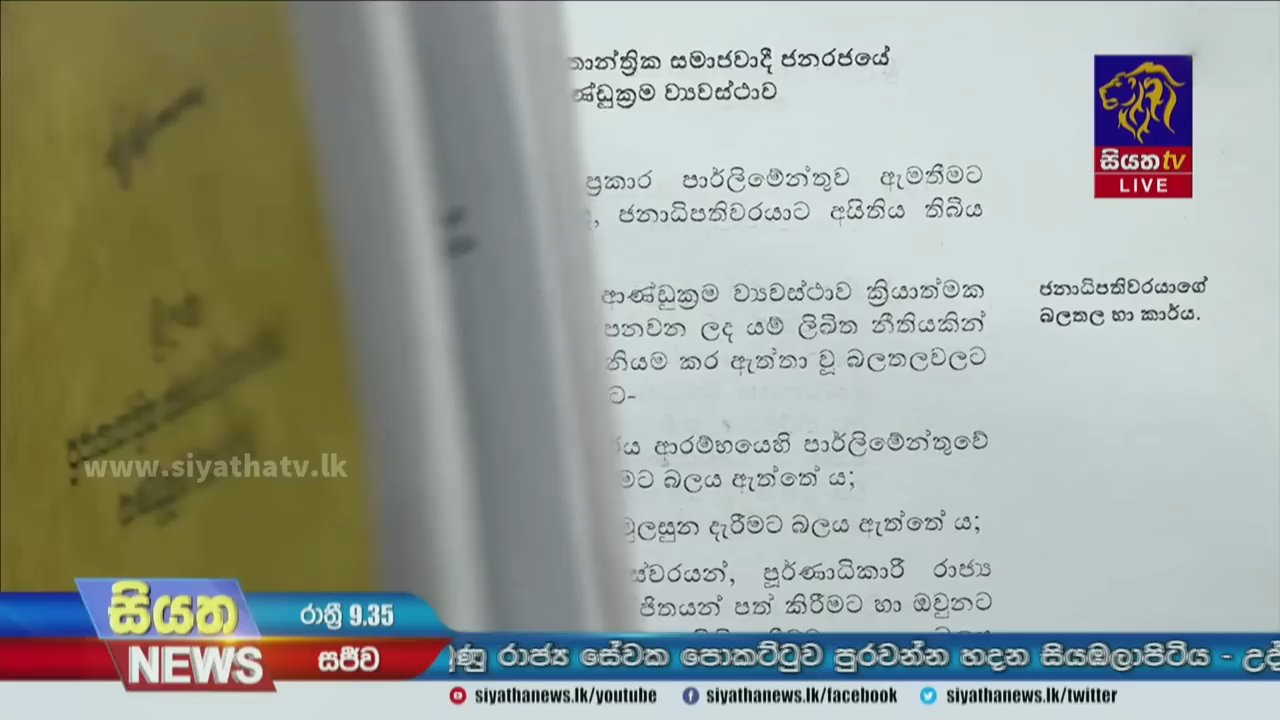 තාන්ත්‍රික සමාජවාදී ජනරජයේ
ණ්ඩුක්‍රම ව්‍යවස්ථාව
ප්‍රකාර පාර්ලිමේන්තුව ඇමතීමට
ජනාධිපතිවරයාට අයිතිය තිබිය
ආණ්ඩුක්‍රම ව්‍යවස්ථාව ක්‍රියාත්මක
පනවන ලද යම් ලිඛිත නීතියකින්
නියම කර ඇත්තා වූ බලතලවලට
ට-
ආරම්භයෙහි පාර්ලිමේන්තුවේ
මට බලය ඇත්තේ ය;
මුලසුන දැරීමට බලය ඇත්තේ ය;
ස්වරයන්, පූර්ණාධිකාරී රාජ්‍ය
ජිතයන් පත් කිරීමට හා ඔවුනට
ජනාධිපතිවරයාගේ
බලතල හා කාර්ය.
සියත tv
LIVE
www.siyathatv.lk
සියත
NEWS
රාත්‍රී 9.35
සජීව
රාජ්‍ය සේවක පොකට්ටුව පුරවන්න හදන සියඹලාපිටිය - උදි
siyathanews.lk/youtube siyathanews.lk/facebook siyathanews.lk/twitter